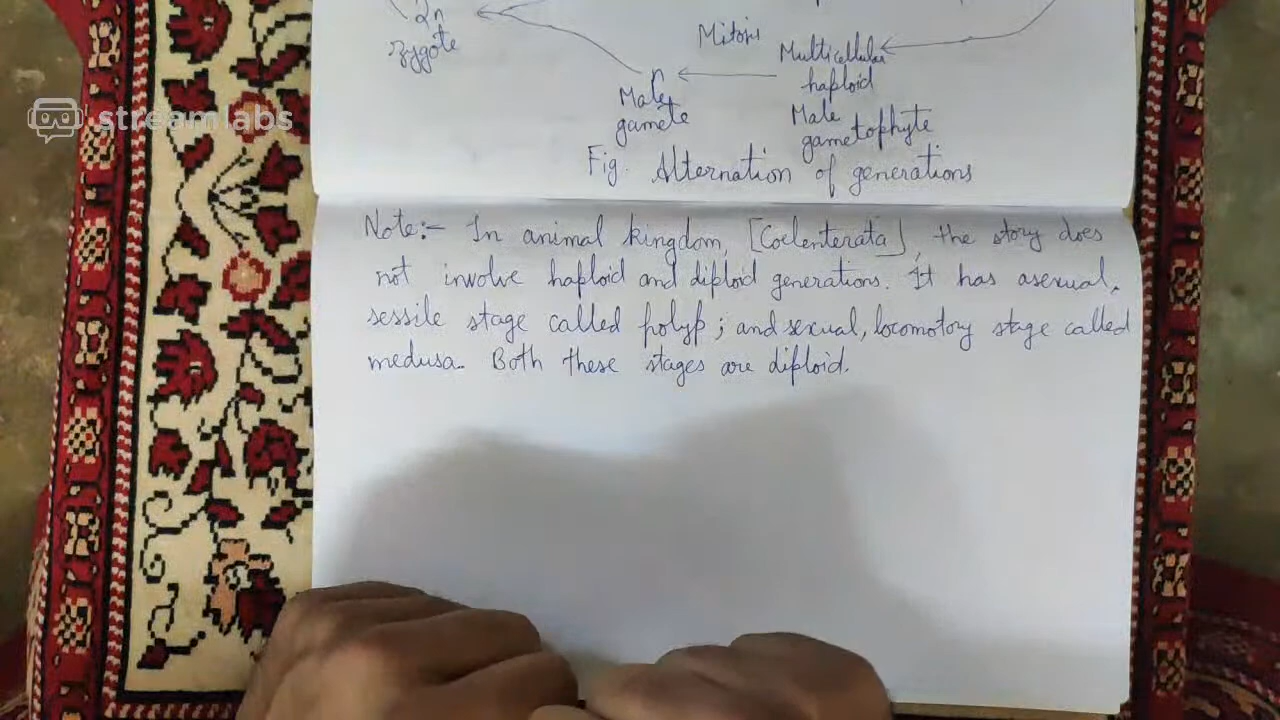 2n
zygote
Mitosis
Multicellular
haploid
Male
gametophyte
Male
gamete
Fig. Alternation of generations
Note:- In animal kingdom, [Coelenterata], the story does
not involve haploid and diploid generations. It has asexual,
sessile stage called polyp; and sexual, locomotory stage called
medusa. Both these stages are diploid.
streamlabs